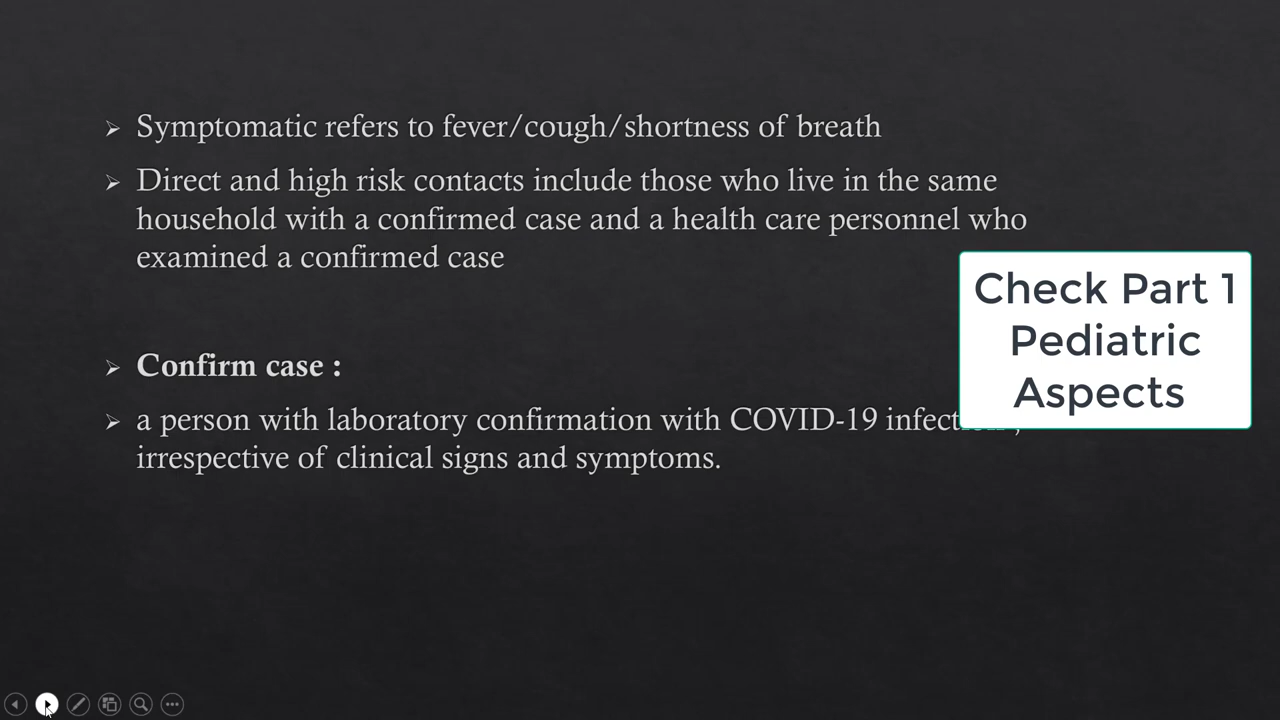 Symptomatic refers to fever/cough/shortness of breath
Direct and high risk contacts include those who live in the same
household with a confirmed case and a health care personnel who
examined a confirmed case
Confirm case :
a person with laboratory confirmation with COVID-19
irrespective of clinical signs and symptoms.
Check Part 1
Pediatric
Aspects